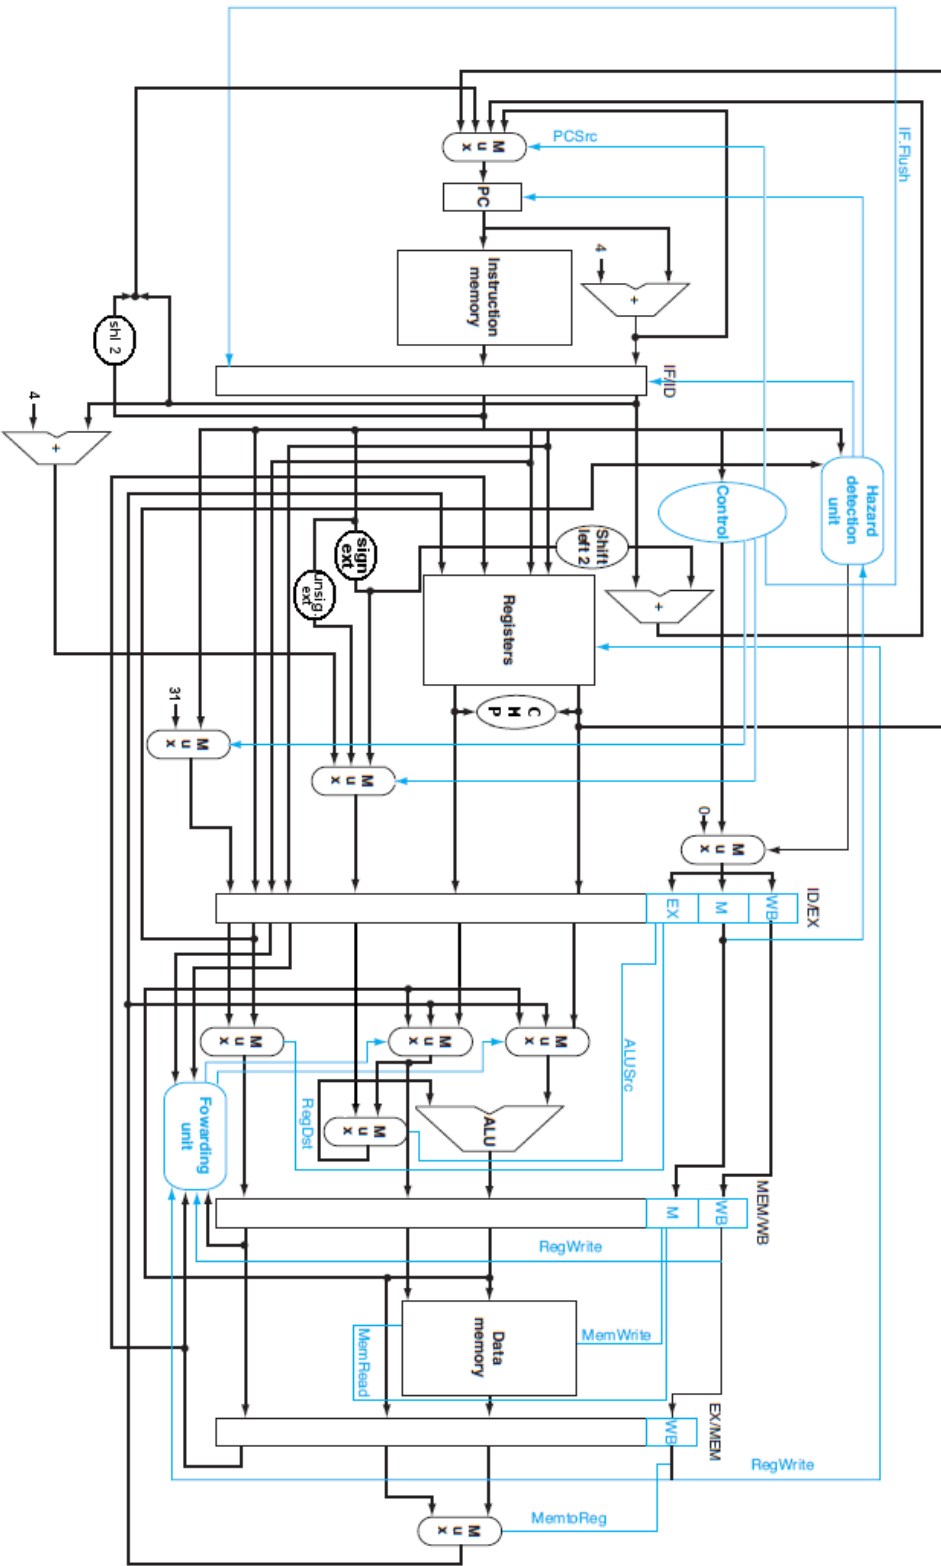 IF.Flush
PCSrc
M
u
x
PC
4
+
Instruction
memory
shl 2
IF/ID
4
+
Hazard
detection
unit
Control
sign
ext
unsig.
ext
Shift
left 2
+
Registers
C
M
P
31
M
u
x
M
u
x
0
M
u
x
ID/EX
WB
M
EX
M
u
x
M
u
x
M
u
x
ALUSrc
ALU
M
u
x
RegDst
Fowarding
unit
MEM/WB
WB
M
RegWrite
MemWrite
Data
memory
MemRead
EX/MEM
WB
RegWrite
MemtoReg
M
u
x